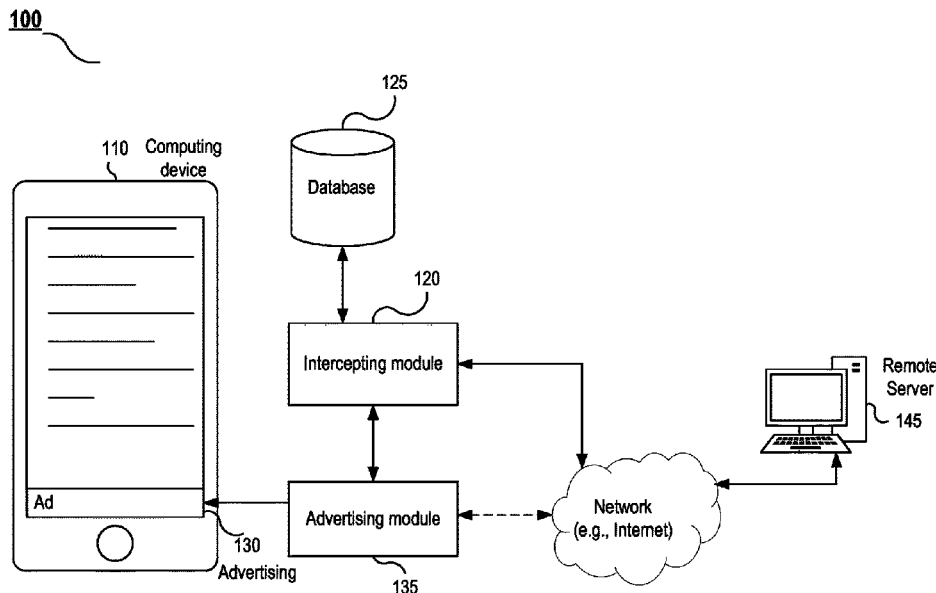 100
125
110
Computing
device
Database
120
Intercepting module
Remote
Server
145
Ad
Advertising module
Network
(e.g., Internet)
130
Advertising
135